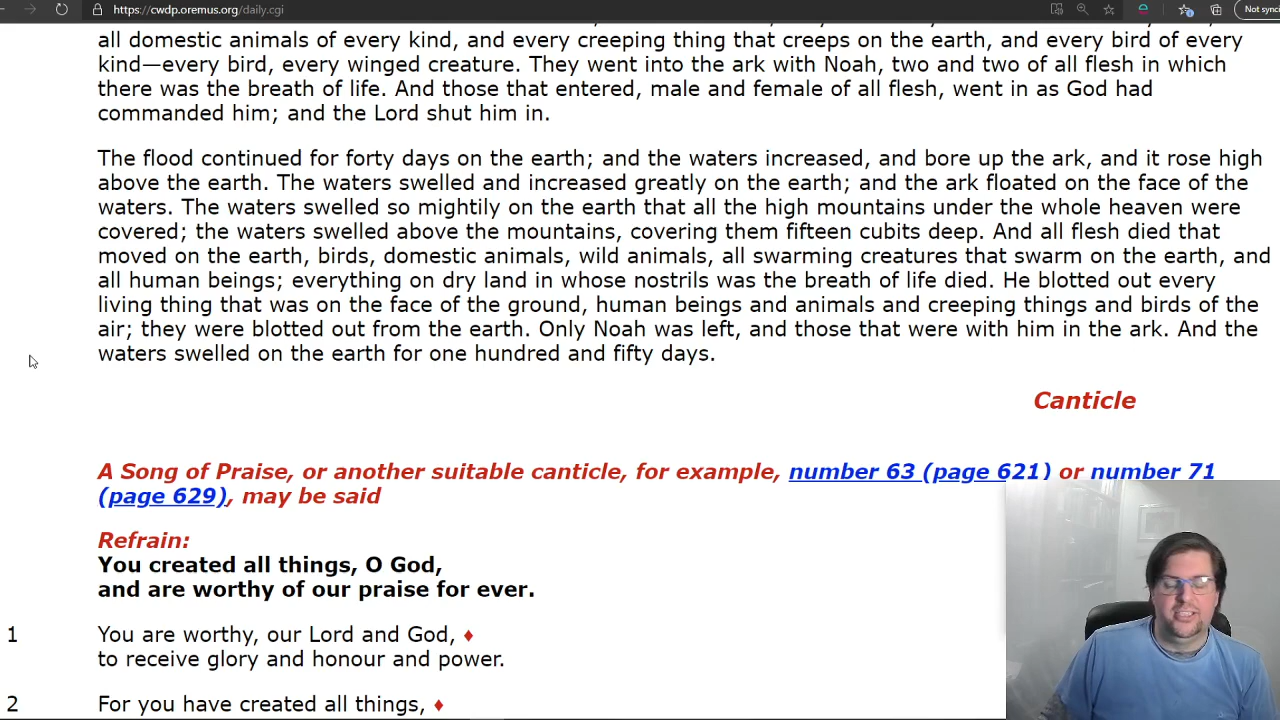 https://cwdp.oremus.org/daily.cgi
Not synci
all domestic animals of every kind, and every creeping thing that creeps on the earth, and every bird of every
kind—every bird, every winged creature. They went into the ark with Noah, two and two of all flesh in which
there was the breath of life. And those that entered, male and female of all flesh, went in as God had
commanded him; and the Lord shut him in.
The flood continued for forty days on the earth; and the waters increased, and bore up the ark, and it rose high
above the earth. The waters swelled and increased greatly on the earth; and the ark floated on the face of the
waters. The waters swelled so mightily on the earth that all the high mountains under the whole heaven were
covered; the waters swelled above the mountains, covering them fifteen cubits deep. And all flesh died that
moved on the earth, birds, domestic animals, wild animals, all swarming creatures that swarm on the earth, and
all human beings; everything on dry land in whose nostrils was the breath of life died. He blotted out every
living thing that was on the face of the ground, human beings and animals and creeping things and birds of the
air; they were blotted out from the earth. Only Noah was left, and those that were with him in the ark. And the
waters swelled on the earth for one hundred and fifty days.
Canticle
A Song of Praise, or another suitable canticle, for example, number 63 (page 621) or number 71
(page 629), may be said
Refrain:
You created all things, O God,
and are worthy of our praise for ever.
1 You are worthy, our Lord and God, ♦
to receive glory and honour and power.
2 For you have created all things, ♦